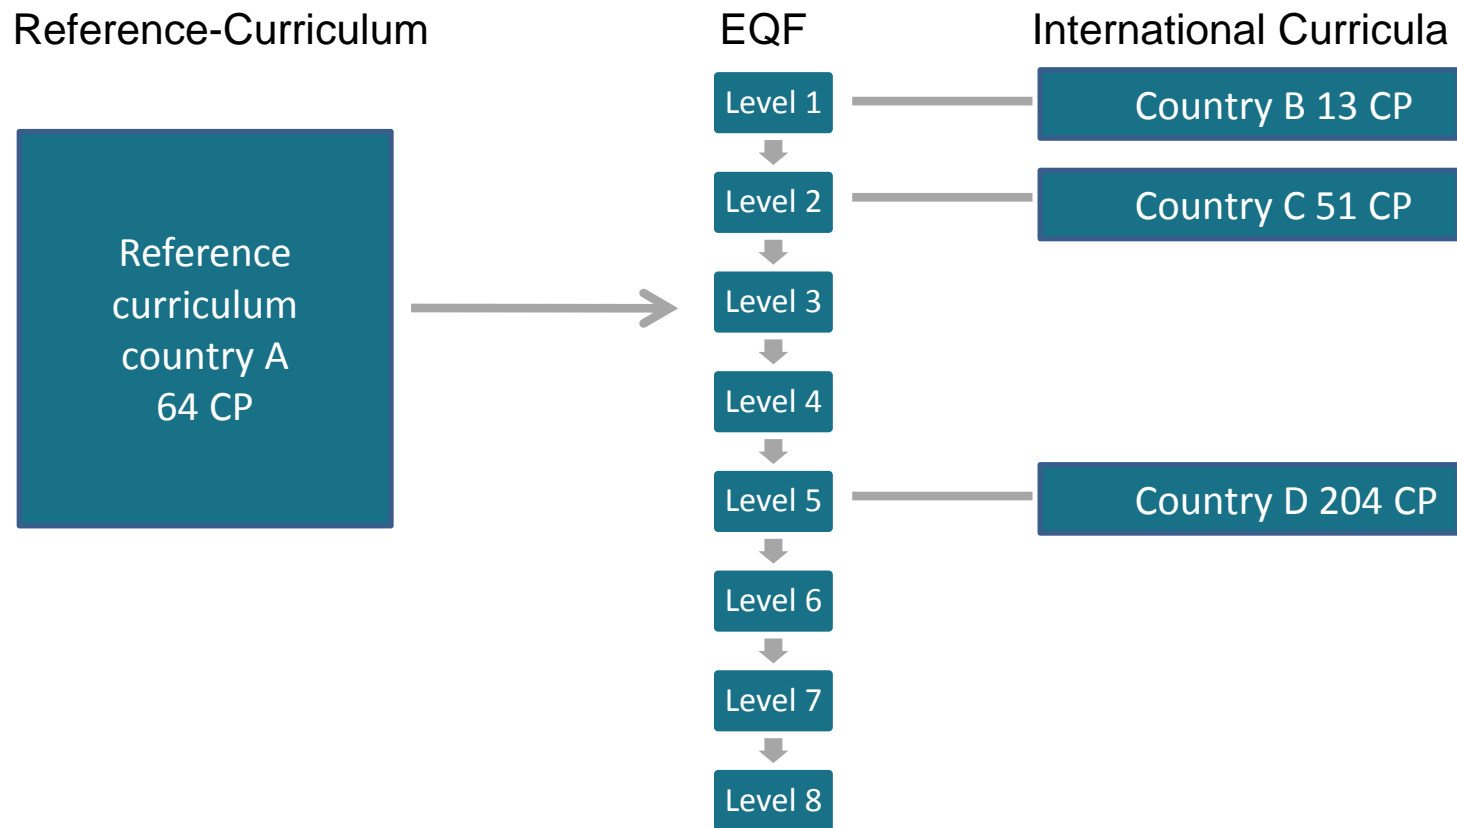 Reference-Curriculum
EQF
International Curricula
Reference
curriculum
country A
64 CP
Level 1
Level 2
Level 3
Level 4
Level 5
Level 6
Level 7
Level 8
Country B 13 CP
Country C 51 CP
Country D 204 CP